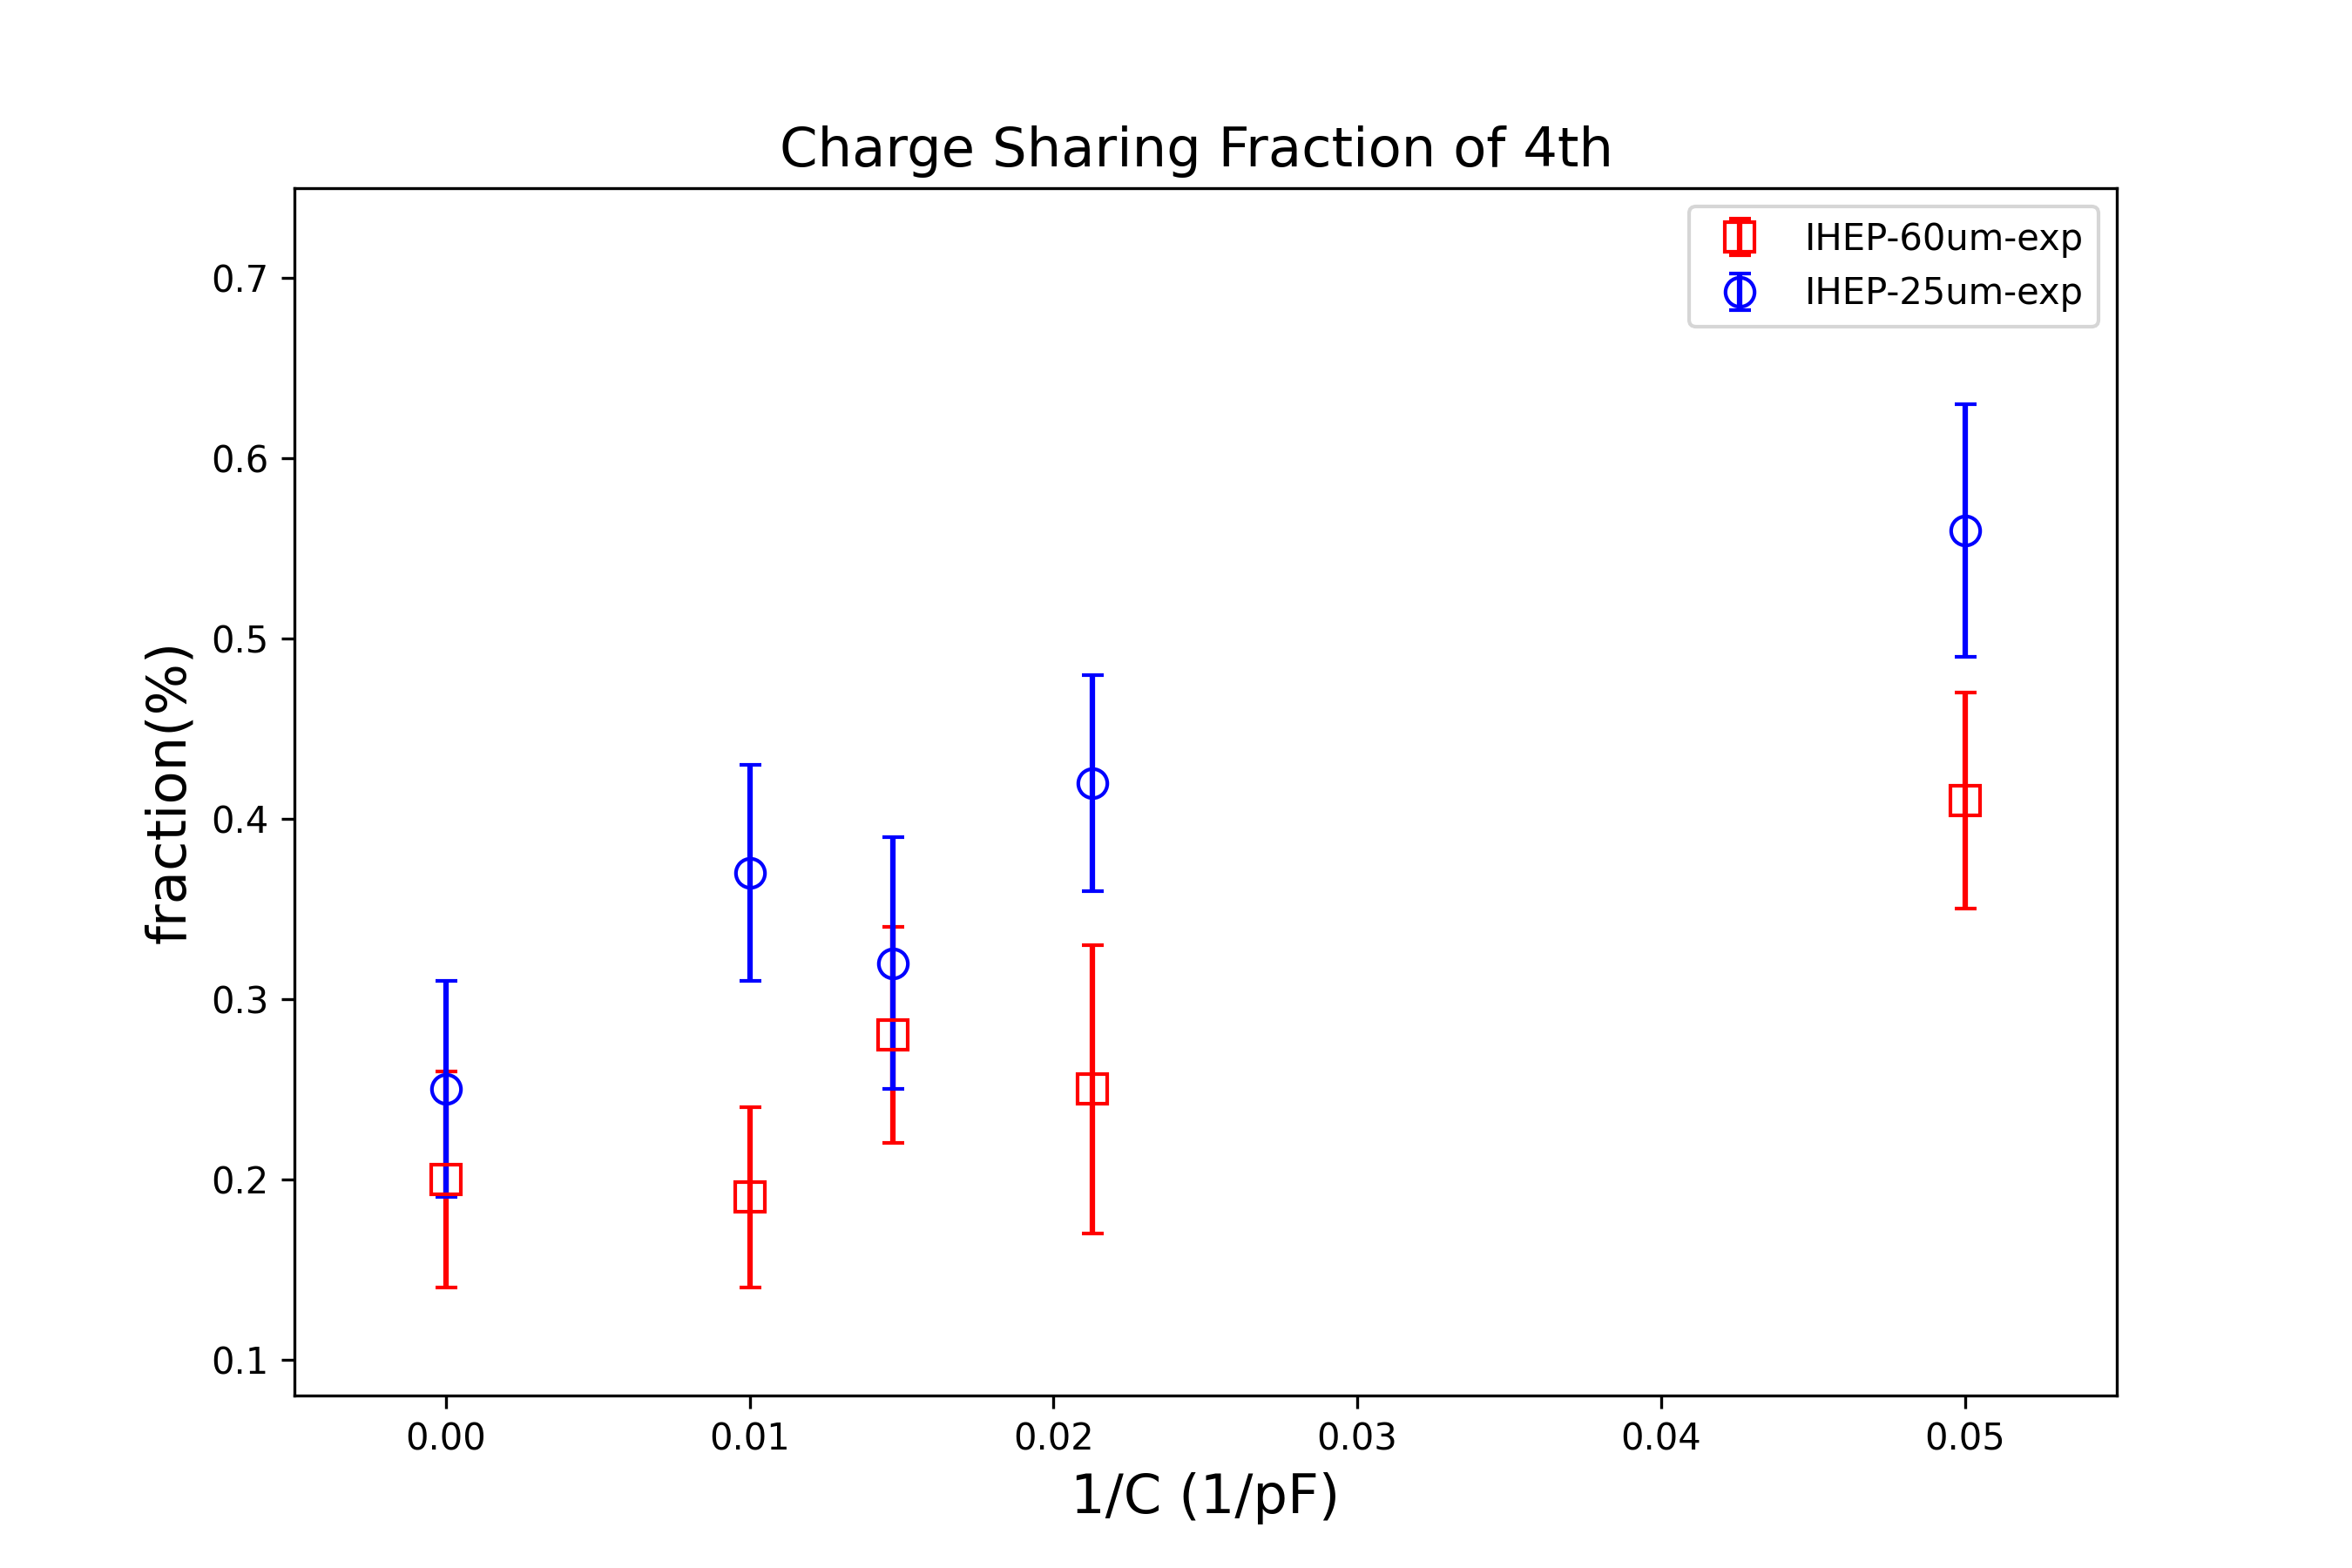 Charge Sharing Fraction of 4th
IHEP-60um-exp
IHEP-25um-exp
fraction(%)
0.7
0.6
0.5
0.4
0.3
0.2
0.1
0.00 0.01 0.02 0.03 0.04 0.05
1/C (1/pF)